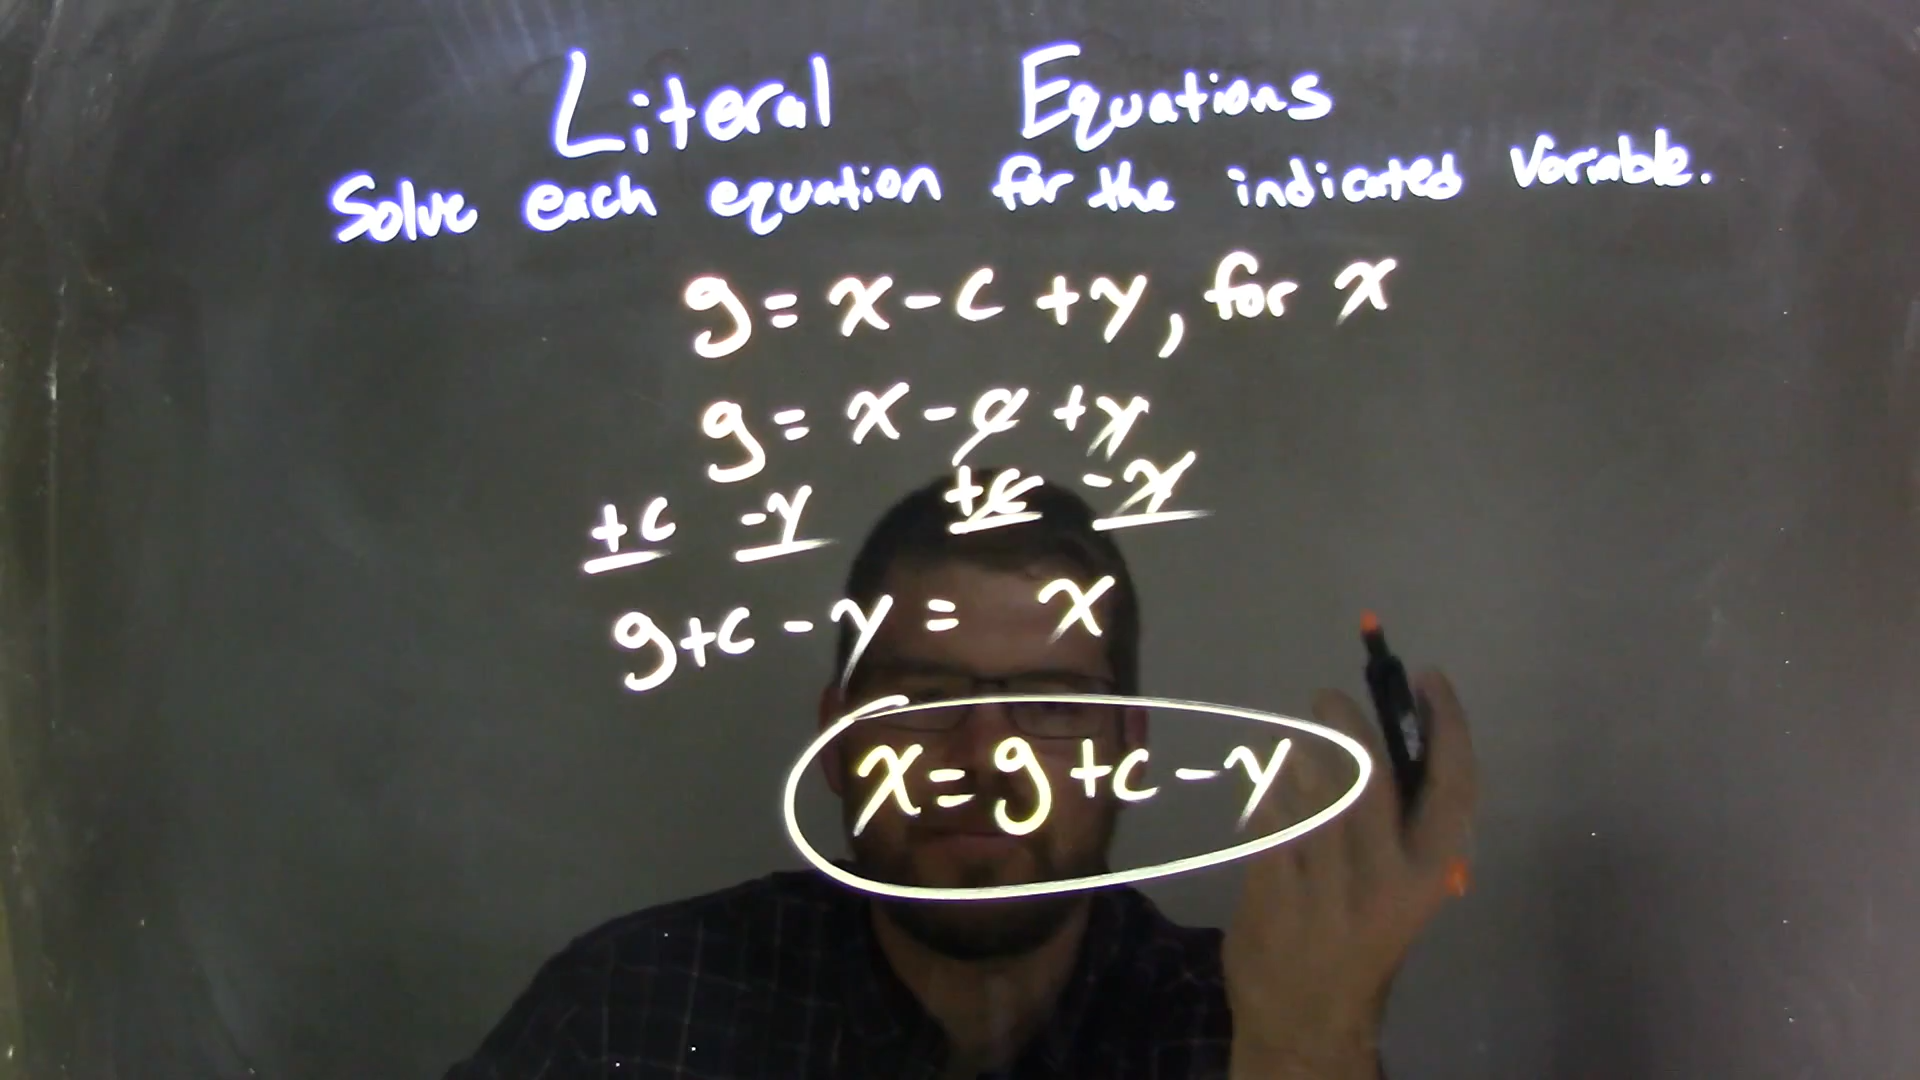 Literal Equations
Solve each equation for the indicated variable.
g = x - c + y, for x
g = x - c + y
+c -y +c -y
g + c - y = x
x = g + c - y